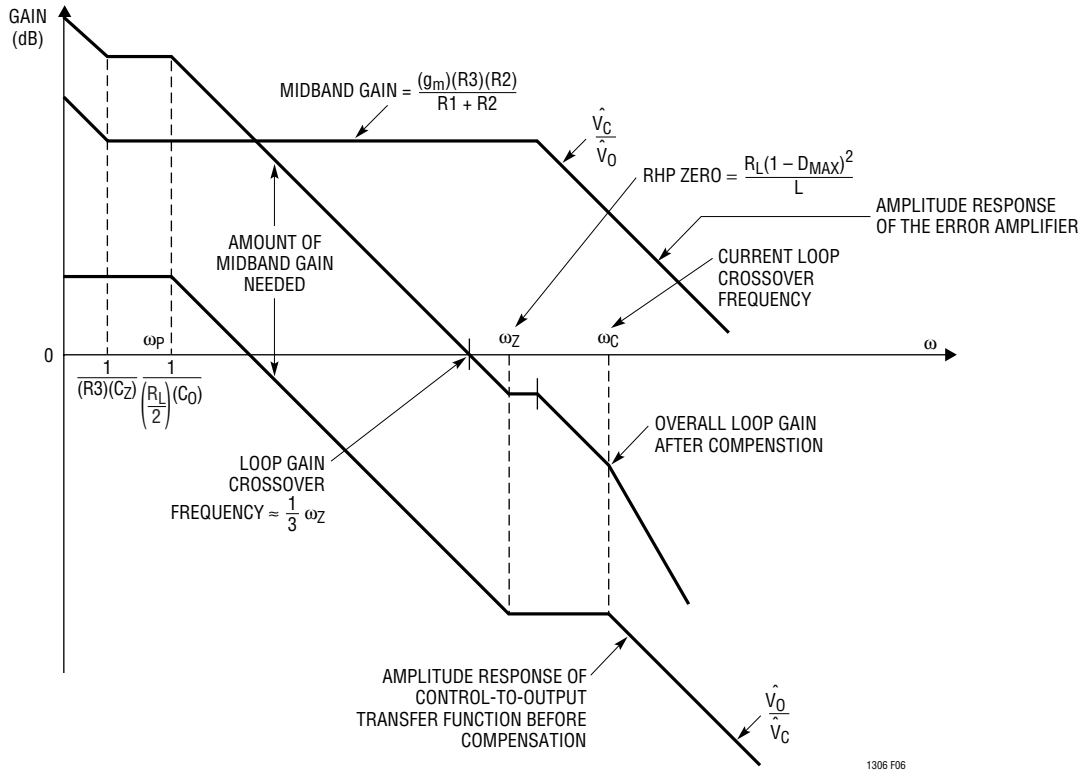 GAIN
(dB)
MIDBAND GAIN = (gm)(R3)(R2)
R1 + R2
V̂C
V̂O
RHP ZERO = RL(1 – DMAX)²
L
AMPLITUDE RESPONSE
OF THE ERROR AMPLIFIER
AMOUNT OF
MIDBAND GAIN
NEEDED
CURRENT LOOP
CROSSOVER
FREQUENCY
0
ωP
ωZ
ωC
ω
1
(R3)(CZ)
1
(RL
2)(CO)
OVERALL LOOP GAIN
AFTER COMPENSTION
LOOP GAIN
CROSSOVER
FREQUENCY ≈ 1
3 ωZ
AMPLITUDE RESPONSE OF
CONTROL-TO-OUTPUT
TRANSFER FUNCTION BEFORE
COMPENSATION
V̂O
V̂C
1306 F06